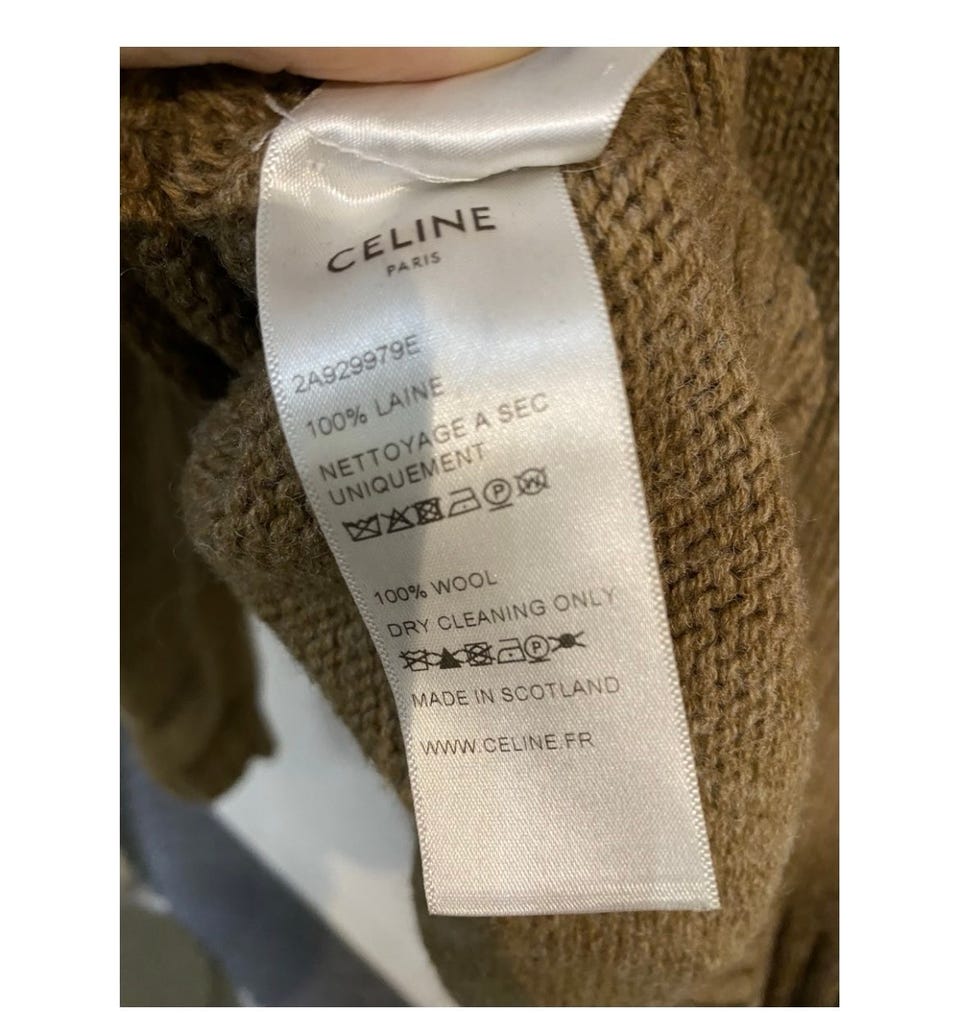 CELINE
PARIS
2A929979E
100% LAINE
NETTOYAGE A SEC
UNIQUEMENT
100% WOOL
DRY CLEANING ONLY
MADE IN SCOTLAND
WWW.CELINE.FR